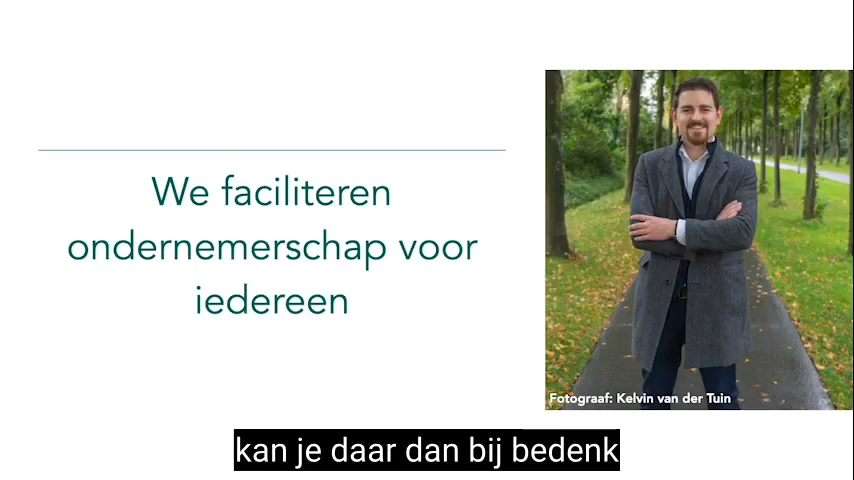 We faciliteren
ondernemerschap voor
iedereen
Fotograaf: Kelvin van der Tuin
kan je daar dan bij bedenk